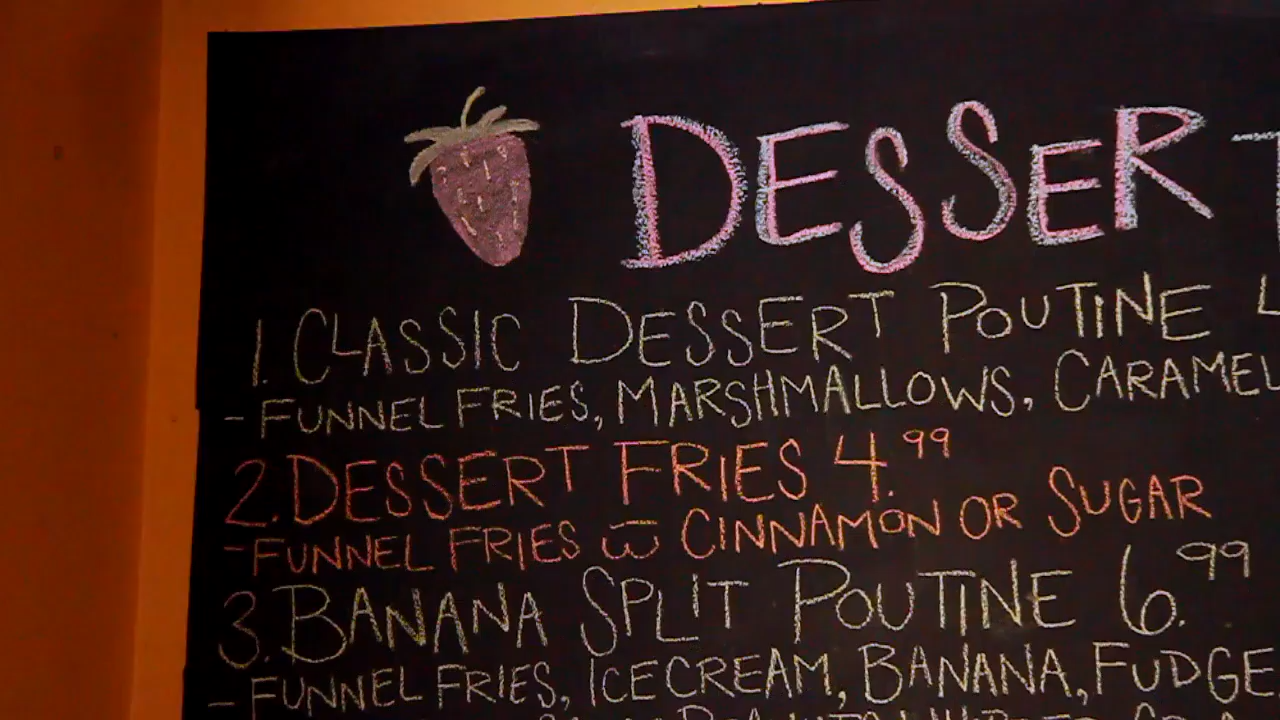 DESSERT
1. CLASSIC DESSERT POUTINE
- FUNNEL FRIES, MARSHMALLOWS, CARAMEL
2. DESSERT FRIES 4.99
- FUNNEL FRIES w̄ CINNAMON OR SUGAR
3. BANANA SPLIT POUTINE 6.99
- FUNNEL FRIES, ICECREAM, BANANA, FUDGE